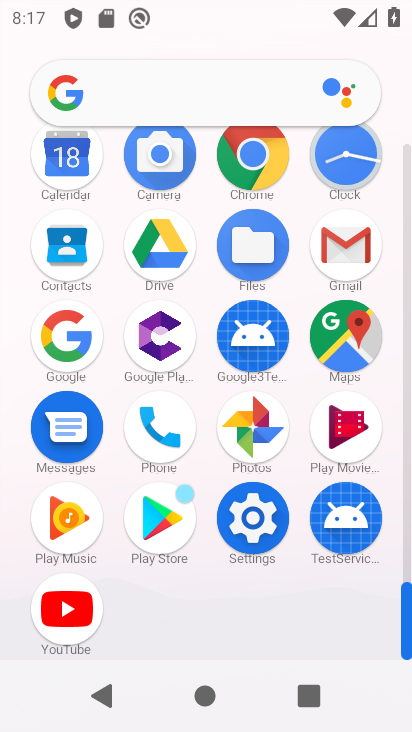 8:17
G
18
Calendar Camera Chrome Clock
Contacts Drive Files Gmail
G G
Google Google Pla... Google3Te... Maps
Messages Phone Photos Play Movie...
Play Music Play Store Settings TestServic...
YouTube